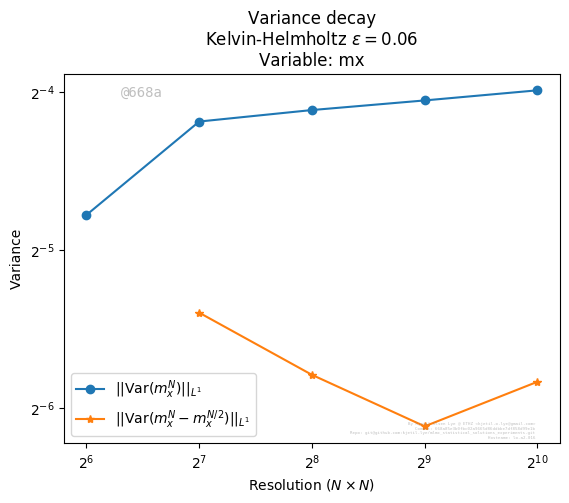 Variance decay
Kelvin-Helmholtz ε = 0.06
Variable: mx
@668a
2^{-4}
2^{-5}
2^{-6}
Variance
||Var(m_x^N)||_{L^1}
||Var(m_x^N − m_x^{N/2})||_{L^1}
2^6 2^7 2^8 2^9 2^{10}
Resolution (N × N)